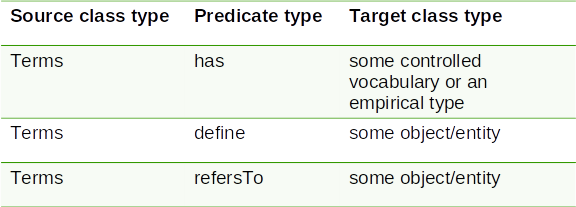 Source class type Predicate type Target class type
Terms has some controlled
vocabulary or an
empirical type
Terms define some object/entity
Terms refersTo some object/entity